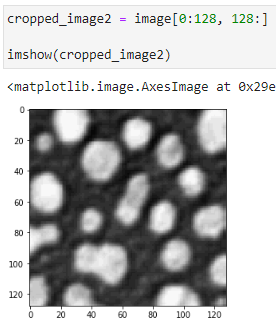 cropped_image2 = image[0:128, 128:]
imshow(cropped_image2)
<matplotlib.image.AxesImage at 0x29e
0
20
40
60
80
100
120
0 20 40 60 80 100 120